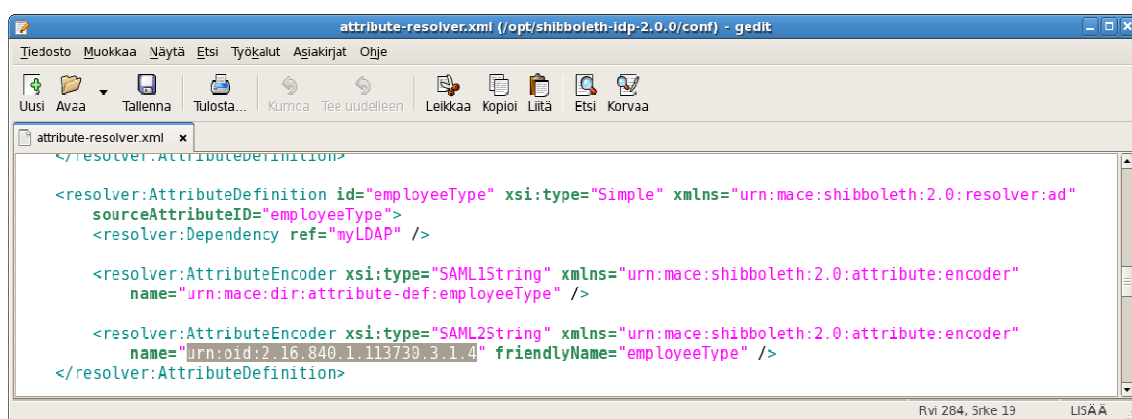 attribute-resolver.xml (/opt/shibboleth-idp-2.0.0/conf) - gedit
Tiedosto Muokkaa Näytä Etsi Työkalut Asiakirjat Ohje
Uusi Avaa Tallenna Tulosta... Kumoa Tee uudelleen Leikkaa Kopioi Liitä Etsi Korvaa
attribute-resolver.xml
</resolver:AttributeDefinition>
<resolver:AttributeDefinition id="employeeType" xsi:type="Simple" xmlns="urn:mace:shibboleth:2.0:resolver:ad"
sourceAttributeID="employeeType">
<resolver:Dependency ref="myLDAP" />
<resolver:AttributeEncoder xsi:type="SAML1String" xmlns="urn:mace:shibboleth:2.0:attribute:encoder"
name="urn:mace:dir:attribute-def:employeeType" />
<resolver:AttributeEncoder xsi:type="SAML2String" xmlns="urn:mace:shibboleth:2.0:attribute:encoder"
name="urn:oid:2.16.840.1.113730.3.1.4" friendlyName="employeeType" />
</resolver:AttributeDefinition>
Rvi 284, Srke 19 LISÄÄ